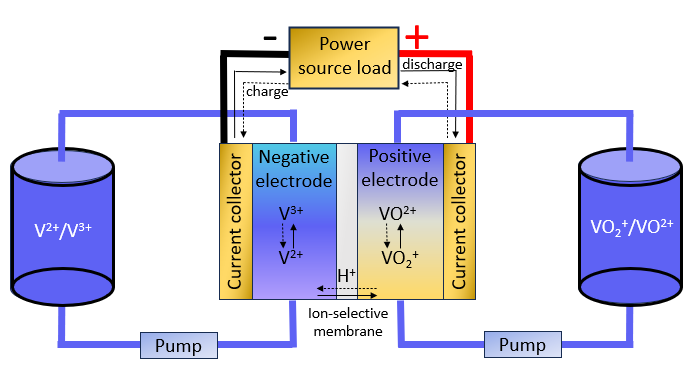 -
Power
source load
+
discharge
charge
Current collector
Negative
electrode
V³⁺
V²⁺
Positive
electrode
VO²⁺
VO₂⁺
Current collector
H⁺
Ion-selective
membrane
V²⁺/V³⁺
VO₂⁺/VO²⁺
Pump
Pump